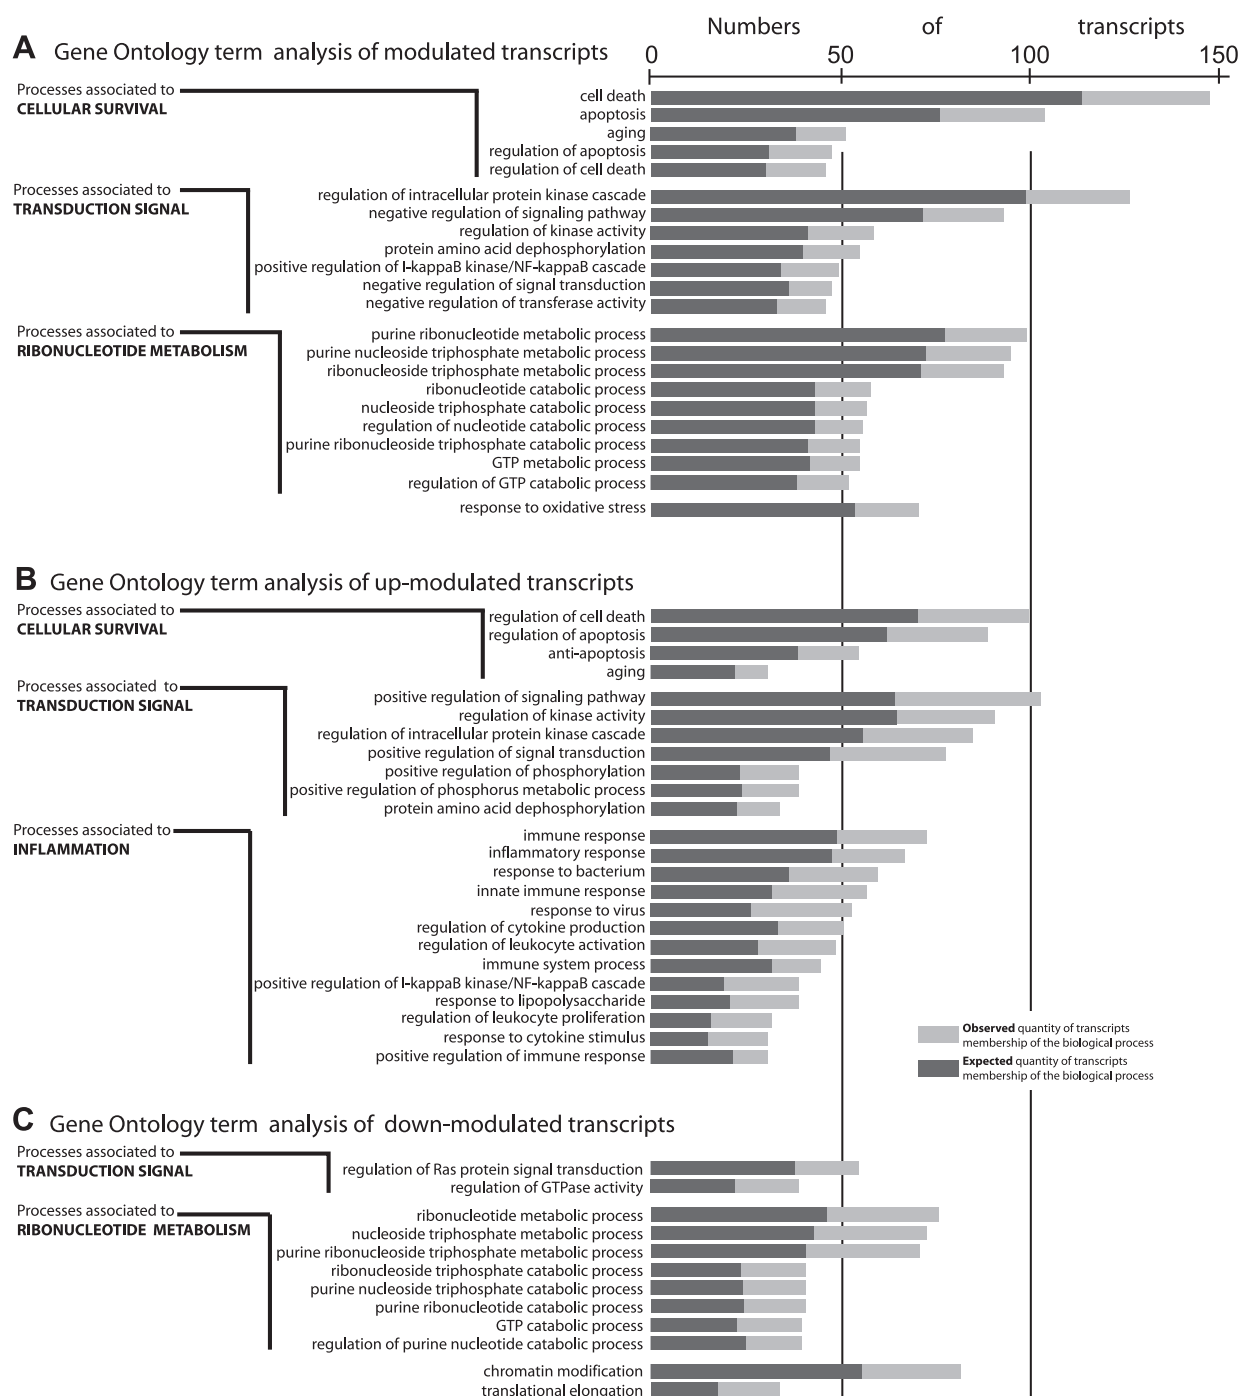 Numbers of transcripts
A Gene Ontology term analysis of modulated transcripts
0 50 100 150
Processes associated to
CELLULAR SURVIVAL
cell death
apoptosis
aging
regulation of apoptosis
regulation of cell death
Processes associated to
TRANSDUCTION SIGNAL
regulation of intracellular protein kinase cascade
negative regulation of signaling pathway
regulation of kinase activity
protein amino acid dephosphorylation
positive regulation of I-kappaB kinase/NF-kappaB cascade
negative regulation of signal transduction
negative regulation of transferase activity
Processes associated to
RIBONUCLEOTIDE METABOLISM
purine ribonucleotide metabolic process
purine nucleoside triphosphate metabolic process
ribonucleoside triphosphate metabolic process
ribonucleotide catabolic process
nucleoside triphosphate catabolic process
regulation of nucleotide catabolic process
purine ribonucleoside triphosphate catabolic process
GTP metabolic process
regulation of GTP catabolic process
response to oxidative stress
B Gene Ontology term analysis of up-modulated transcripts
Processes associated to
CELLULAR SURVIVAL
regulation of cell death
regulation of apoptosis
anti-apoptosis
aging
Processes associated to
TRANSDUCTION SIGNAL
positive regulation of signaling pathway
regulation of kinase activity
regulation of intracellular protein kinase cascade
positive regulation of signal transduction
positive regulation of phosphorylation
positive regulation of phosphorus metabolic process
protein amino acid dephosphorylation
Processes associated to
INFLAMMATION
immune response
inflammatory response
response to bacterium
innate immune response
response to virus
regulation of cytokine production
regulation of leukocyte activation
immune system process
positive regulation of I-kappaB kinase/NF-kappaB cascade
response to lipopolysaccharide
regulation of leukocyte proliferation
response to cytokine stimulus
positive regulation of immune response
Observed quantity of transcripts
membership of the biological process
Expected quantity of transcripts
membership of the biological process
C Gene Ontology term analysis of down-modulated transcripts
Processes associated to
TRANSDUCTION SIGNAL
regulation of Ras protein signal transduction
regulation of GTPase activity
Processes associated to
RIBONUCLEOTIDE METABOLISM
ribonucleotide metabolic process
nucleoside triphosphate metabolic process
purine ribonucleoside triphosphate metabolic process
ribonucleoside triphosphate catabolic process
purine nucleoside triphosphate catabolic process
purine ribonucleotide catabolic process
GTP catabolic process
regulation of purine nucleotide catabolic process
chromatin modification
translational elongation